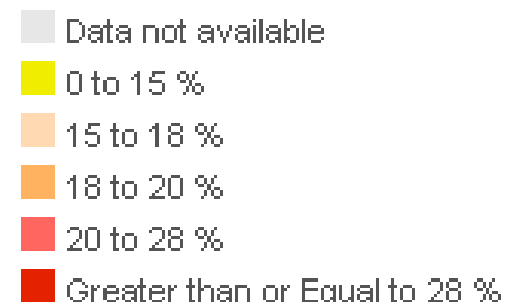 Data not available
0 to 15 %
15 to 18 %
18 to 20 %
20 to 28 %
Greater than or Equal to 28 %